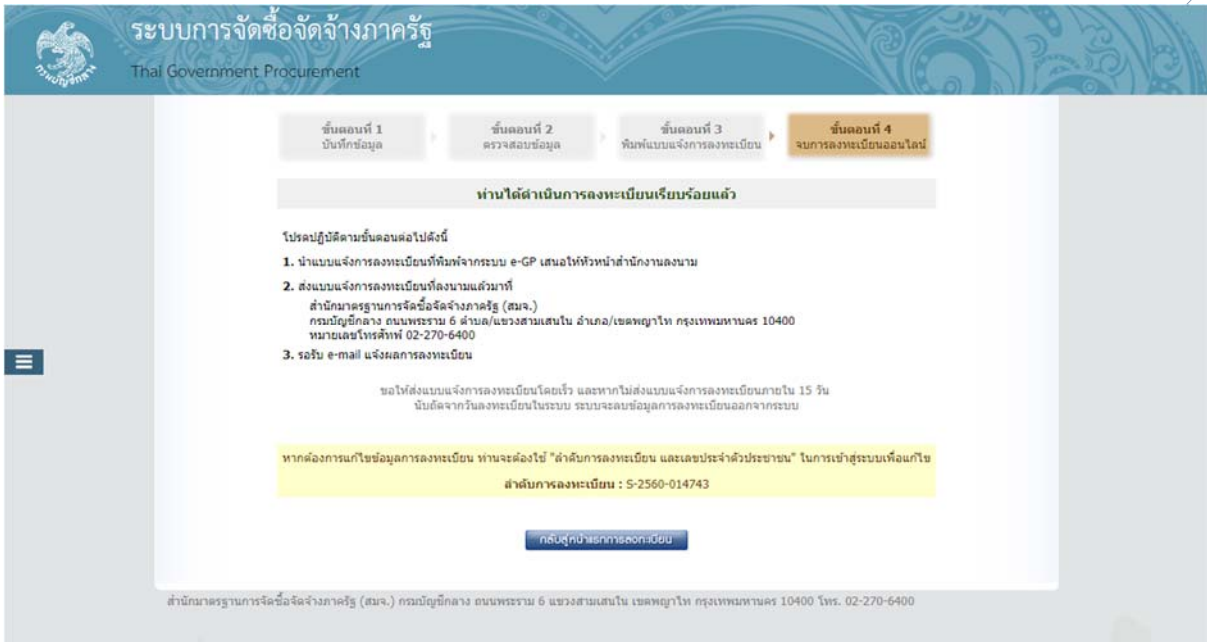 ระบบการจัดซื้อจัดจ้างภาครัฐ
Thai Government Procurement
กรมบัญชีกลาง
ขั้นตอนที่ 1
บันทึกข้อมูล
ขั้นตอนที่ 2
ตรวจสอบข้อมูล
ขั้นตอนที่ 3
พิมพ์แบบแจ้งการลงทะเบียน
ขั้นตอนที่ 4
จบการลงทะเบียนออนไลน์
ท่านได้ดำเนินการลงทะเบียนเรียบร้อยแล้ว
โปรดปฏิบัติตามขั้นตอนต่อไปดังนี้
1. นำแบบแจ้งการลงทะเบียนที่พิมพ์จากระบบ e-GP เสนอให้หัวหน้าสำนักงานลงนาม
2. ส่งแบบแจ้งการลงทะเบียนที่ลงนามแล้วมาที่
สำนักมาตรฐานการจัดซื้อจัดจ้างภาครัฐ (สมจ.)
กรมบัญชีกลาง ถนนพระราม 6 ตำบล/แขวงสามเสนใน อำเภอ/เขตพญาไท กรุงเทพมหานคร 10400
หมายเลขโทรศัพท์ 02-270-6400
3. รอรับ e-mail แจ้งผลการลงทะเบียน
ขอให้ส่งแบบแจ้งการลงทะเบียนโดยเร็ว และหากไม่ส่งแบบแจ้งการลงทะเบียนภายใน 15 วัน
นับถัดจากวันลงทะเบียนในระบบ ระบบจะลบข้อมูลการลงทะเบียนออกจากระบบ
หากต้องการแก้ไขข้อมูลการลงทะเบียน ท่านจะต้องใช้ "ลำดับการลงทะเบียน และเลขประจำตัวประชาชน" ในการเข้าสู่ระบบเพื่อแก้ไข
ลำดับการลงทะเบียน : S-2560-014743
กลับสู่หน้าแรกการลงทะเบียน
สำนักมาตรฐานการจัดซื้อจัดจ้างภาครัฐ (สมจ.) กรมบัญชีกลาง ถนนพระราม 6 แขวงสามเสนใน เขตพญาไท กรุงเทพมหานคร 10400 โทร. 02-270-6400